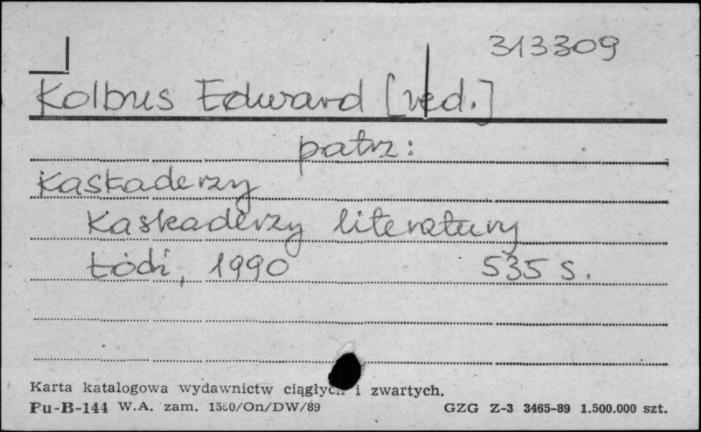 313309
Kolbus Edward [red.]
patrz:
Kaskaderzy
Kaskaderzy literatury
Łódź, 1990 535 s.
Karta katalogowa wydawnictw ciągłych i zwartych.
Pu-B-144 W.A. zam. 1580/On/DW/89 GZG Z-3 3465-89 1.500.000 szt.